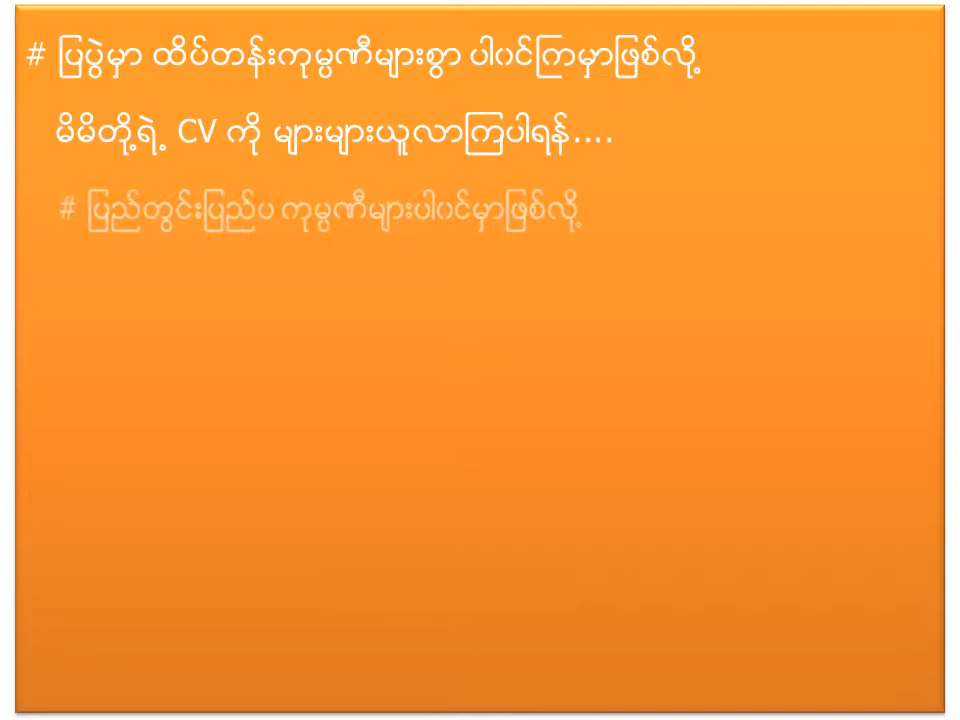 # ပြပွဲမှာ ထိပ်တန်းကုမ္ပဏီများစွာ ပါ၀င်ကြမှာဖြစ်လို့
မိမိတို့ရဲ့ CV ကို များများယူလာကြပါရန်....
# ပြည်တွင်းပြည်ပ ကုမ္ပဏီများပါ၀င်မှာဖြစ်လို့